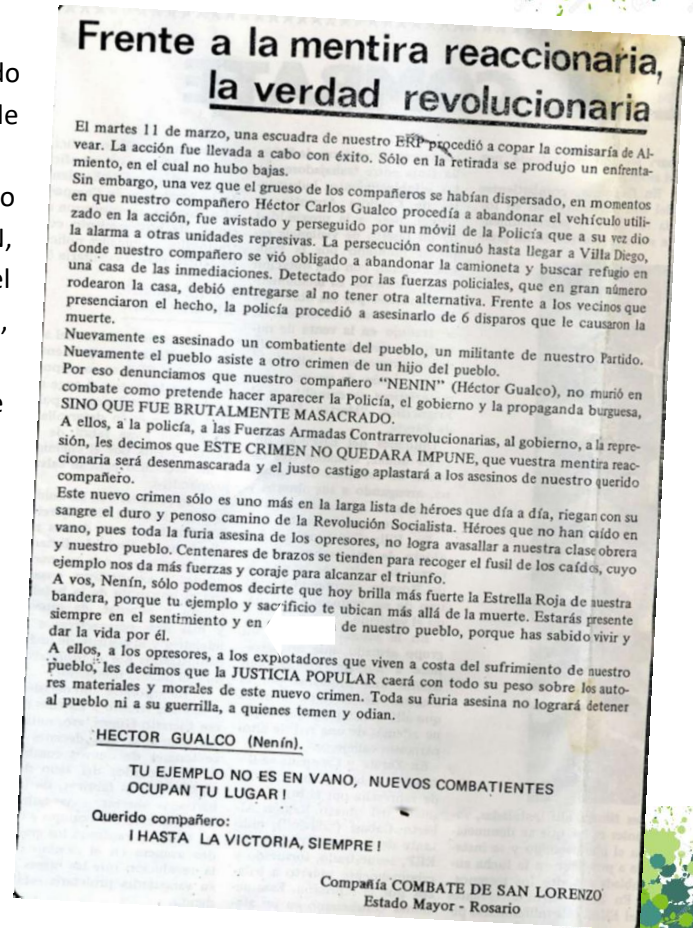 do
de
o
l,
el
,
e
Frente a la mentira reaccionaria,
la verdad revolucionaria
El martes 11 de marzo, una escuadra de nuestro ERP procedió a copar la comisaría de Al-
vear. La acción fue llevada a cabo con éxito. Sólo en la retirada se produjo un enfrenta-
miento, en el cual no hubo bajas.
Sin embargo, una vez que el grueso de los compañeros se habían dispersado, en momentos
en que nuestro compañero Héctor Carlos Gualco procedía a abandonar el vehículo utili-
zado en la acción, fue avistado y perseguido por un móvil de la Policía que a su vez dio
la alarma a otras unidades represivas. La persecución continuó hasta llegar a Villa Diego,
donde nuestro compañero se vió obligado a abandonar la camioneta y buscar refugio en
una casa de las inmediaciones. Detectado por las fuerzas policiales, que en gran número
rodearon la casa, debió entregarse al no tener otra alternativa. Frente a los vecinos que
presenciaron el hecho, la policía procedió a asesinarlo de 6 disparos que le causaron la
muerte.
Nuevamente es asesinado un combatiente del pueblo, un militante de nuestro Partido.
Nuevamente el pueblo asiste a otro crimen de un hijo del pueblo.
Por eso denunciamos que nuestro compañero "NENIN" (Héctor Gualco), no murió en
combate como pretende hacer aparecer la Policía, el gobierno y la propaganda burguesa,
SINO QUE FUE BRUTALMENTE MASACRADO.
A ellos, a la policía, a las Fuerzas Armadas Contrarrevolucionarias, al gobierno, a la repre-
sión, les decimos que ESTE CRIMEN NO QUEDARA IMPUNE, que vuestra mentira reac-
cionaria será desenmascarada y el justo castigo aplastará a los asesinos de nuestro querido
compañero.
Este nuevo crimen sólo es uno más en la larga lista de héroes que día a día, riegan con su
sangre el duro y penoso camino de la Revolución Socialista. Héroes que no han caído en
vano, pues toda la furia asesina de los opresores, no logra avasallar a nuestra clase obrera
y nuestro pueblo. Centenares de brazos se tienden para recoger el fusil de los caídos, cuyo
ejemplo nos da más fuerzas y coraje para alcanzar el triunfo.
A vos, Nenín, sólo podemos decirte que hoy brilla más fuerte la Estrella Roja de nuestra
bandera, porque tu ejemplo y sacrificio te ubican más allá de la muerte. Estarás presente
siempre en el sentimiento y en de nuestro pueblo, porque has sabido vivir y
dar la vida por él.
A ellos, a los opresores, a los explotadores que viven a costa del sufrimiento de nuestro
pueblo, les decimos que la JUSTICIA POPULAR caerá con todo su peso sobre los auto-
res materiales y morales de este nuevo crimen. Toda su furia asesina no logrará detener
al pueblo ni a su guerrilla, a quienes temen y odian.
HECTOR GUALCO (Nenín).
TU EJEMPLO NO ES EN VANO, NUEVOS COMBATIENTES
OCUPAN TU LUGAR!
Querido compañero:
¡HASTA LA VICTORIA, SIEMPRE!
Compañía COMBATE DE SAN LORENZO
Estado Mayor - Rosario